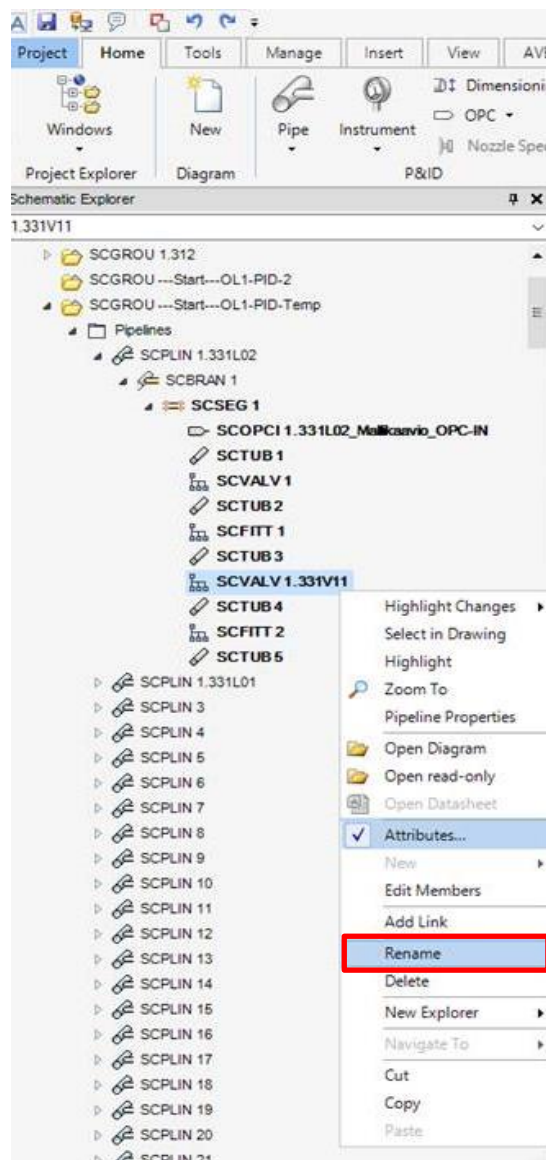 A
Project Home Tools Manage Insert View AVE
Windows New Pipe Instrument Dimensioni
OPC
Nozzle Spec
Project Explorer Diagram P&ID
Schematic Explorer
1.331V11
SCGROU 1.312
SCGROU ---Start---OL1-PID-2
SCGROU ---Start---OL1-PID-Temp
Pipelines
SCPLIN 1.331L02
SCBRAN 1
SCSEG 1
SCOPCI 1.331L02_Mallikaavio_OPC-IN
SCTUB 1
SCVALV 1
SCTUB 2
SCFITT 1
SCTUB 3
SCVALV 1.331V11
SCTUB 4
SCFITT 2
SCTUB 5
SCPLIN 1.331L01
SCPLIN 3
SCPLIN 4
SCPLIN 5
SCPLIN 6
SCPLIN 7
SCPLIN 8
SCPLIN 9
SCPLIN 10
SCPLIN 11
SCPLIN 12
SCPLIN 13
SCPLIN 14
SCPLIN 15
SCPLIN 16
SCPLIN 17
SCPLIN 18
SCPLIN 19
SCPLIN 20
SCPLIN 21
Highlight Changes
Select in Drawing
Highlight
Zoom To
Pipeline Properties
Open Diagram
Open read-only
Open Datasheet
Attributes...
New
Edit Members
Add Link
Rename
Delete
New Explorer
Navigate To
Cut
Copy
Paste